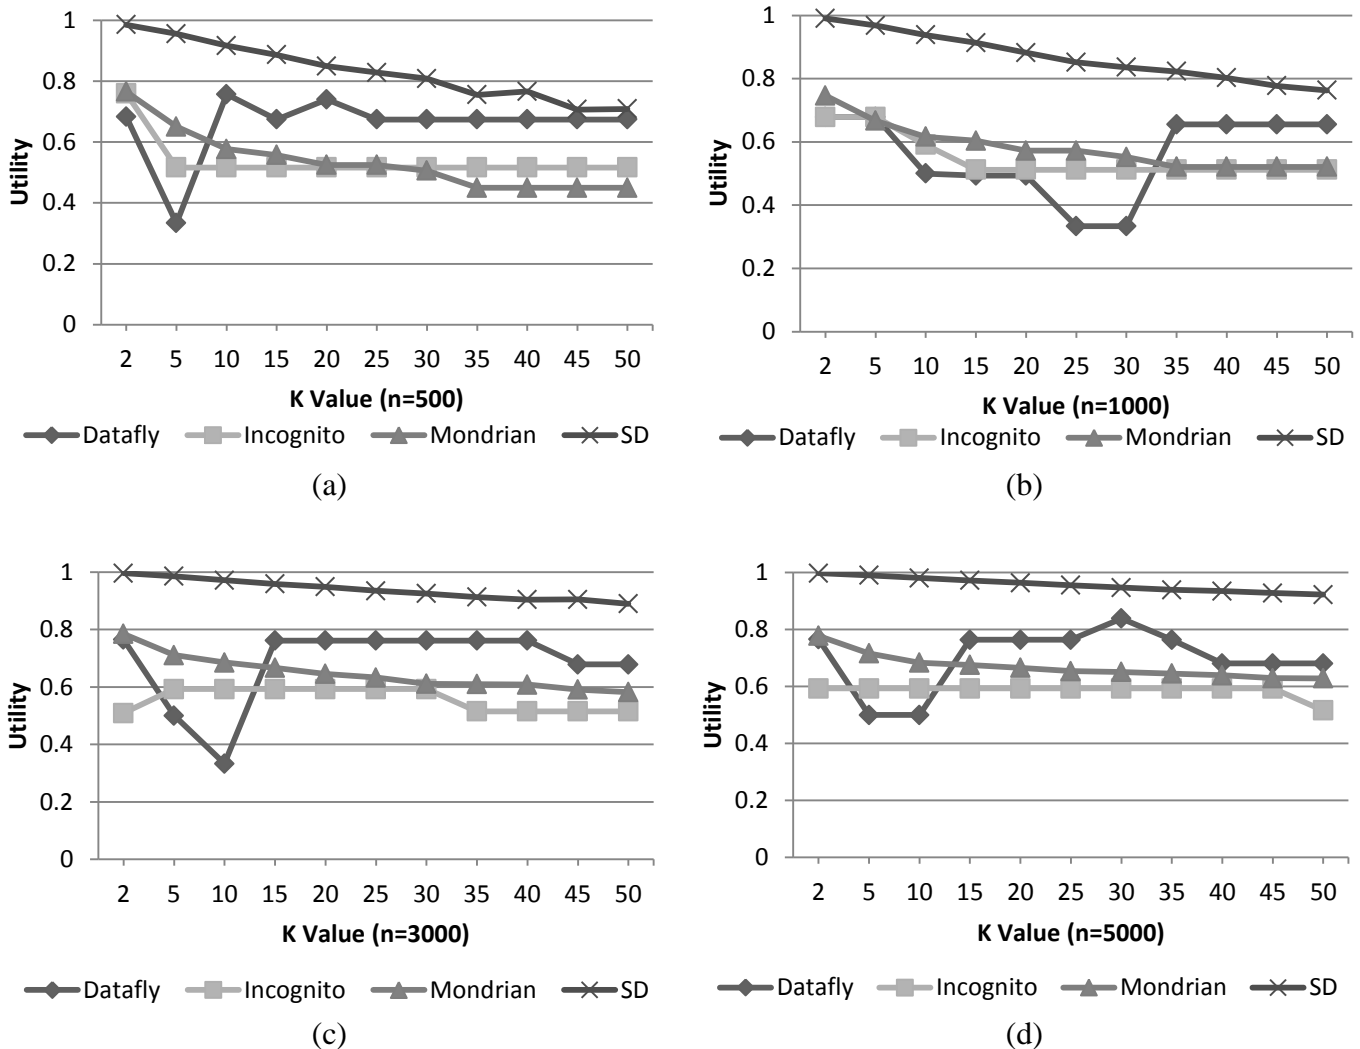 1
0.8
0.6
0.4
0.2
0
Utility
2 5 10 15 20 25 30 35 40 45 50
K Value (n=500)
Datafly Incognito Mondrian SD
(a)
1
0.8
0.6
0.4
0.2
0
Utility
2 5 10 15 20 25 30 35 40 45 50
K Value (n=1000)
Datafly Incognito Mondrian SD
(b)
1
0.8
0.6
0.4
0.2
0
Utility
2 5 10 15 20 25 30 35 40 45 50
K Value (n=3000)
Datafly Incognito Mondrian SD
(c)
1
0.8
0.6
0.4
0.2
0
Utility
2 5 10 15 20 25 30 35 40 45 50
K Value (n=5000)
Datafly Incognito Mondrian SD
(d)